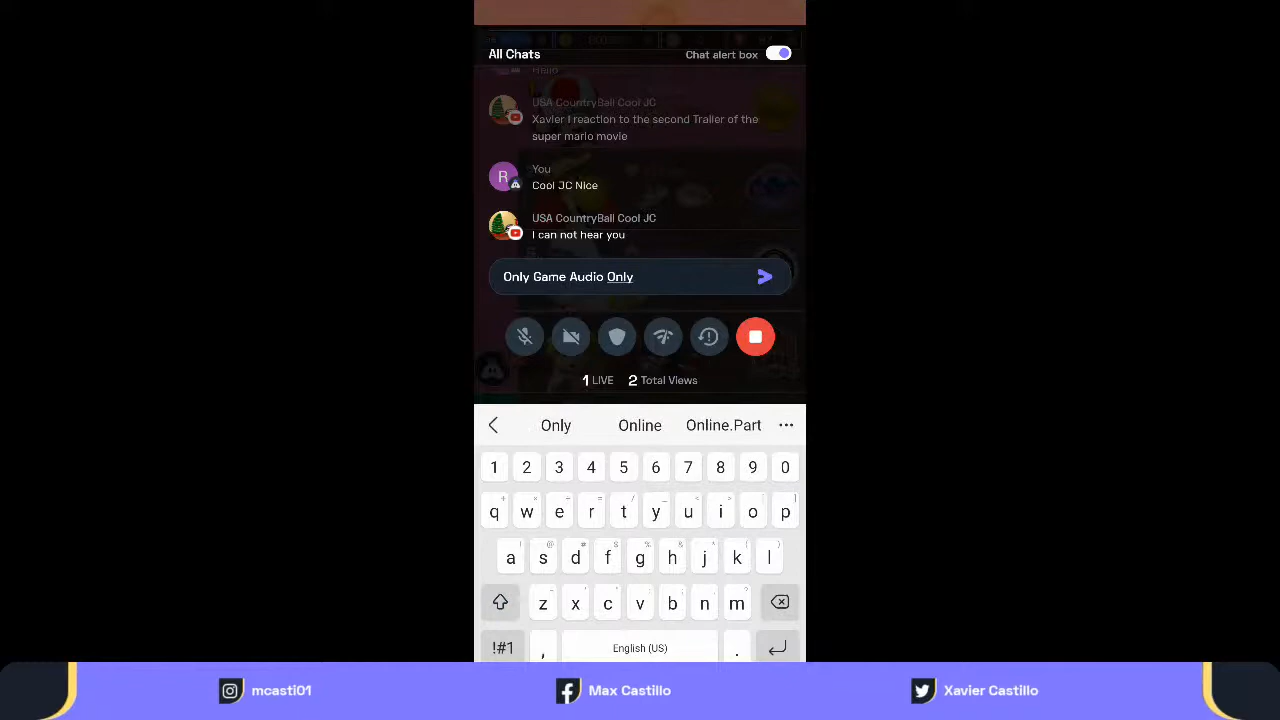 All Chats
Chat alert box
Hello
USA CountryBall Cool JC
Xavier I reaction to the second Trailer of the
super mario movie
R
You
Cool JC Nice
USA CountryBall Cool JC
I can not hear you
Only Game Audio Only
1 LIVE 2 Total Views
Only Online Online.Part
1 2 3 4 5 6 7 8 9 0
q w e r t y u i o p
a s d f g h j k l
z x c v b n m
!#1 , English (US) .
mcasti01 Max Castillo Xavier Castillo